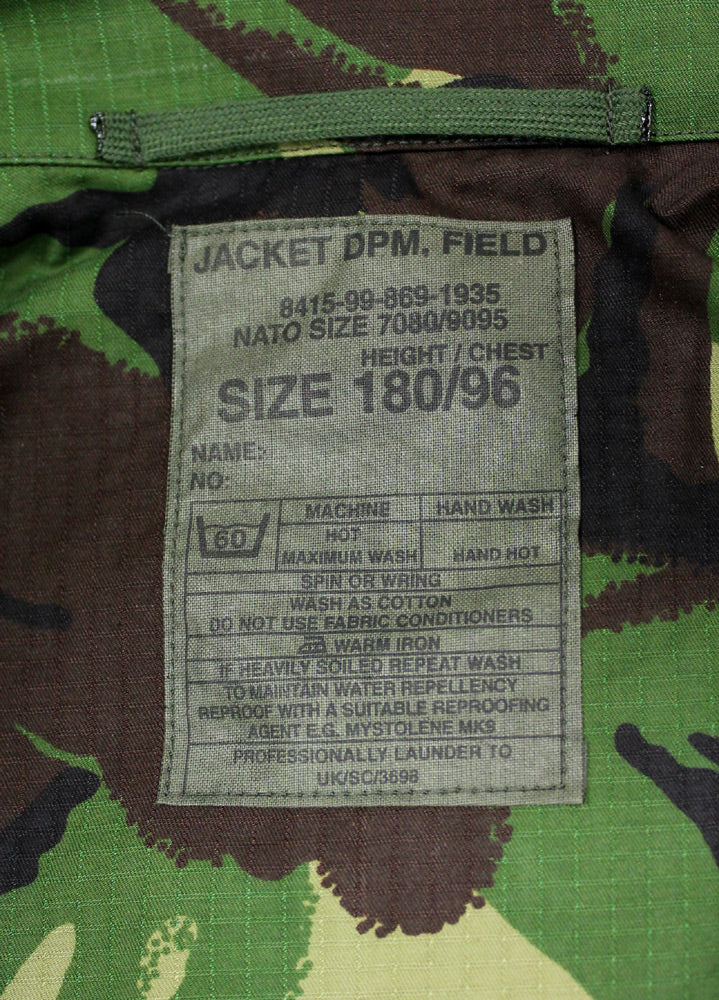 JACKET DPM. FIELD
8415-99-869-1935
NATO SIZE 7080/9095
HEIGHT / CHEST
SIZE 180/96
NAME:
NO:
60
MACHINE
HAND WASH
HOT
MAXIMUM WASH
HAND HOT
SPIN OR WRING
WASH AS COTTON
DO NOT USE FABRIC CONDITIONERS
WARM IRON
IF HEAVILY SOILED REPEAT WASH
TO MAINTAIN WATER REPELLENCY
REPROOF WITH A SUITABLE REPROOFING
AGENT E.G. MYSTOLENE MK9
PROFESSIONALLY LAUNDER TO
UK/SC/3698